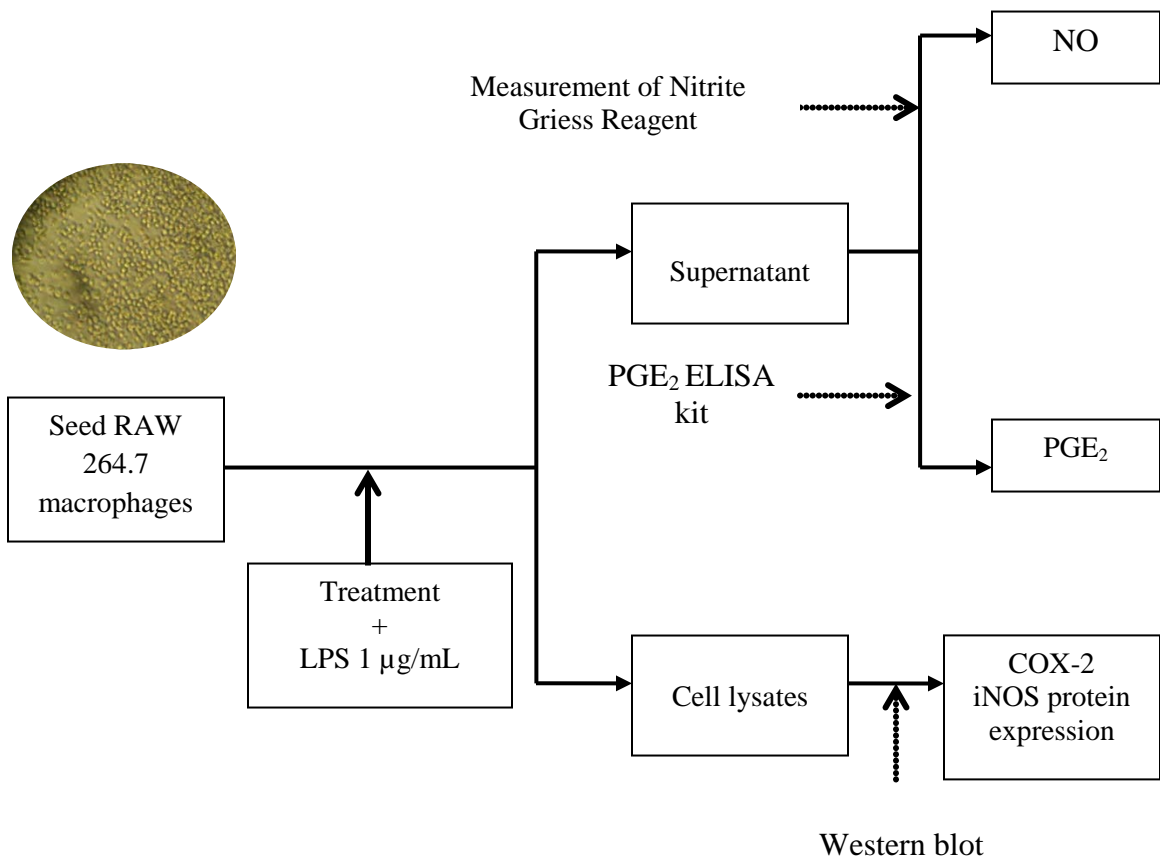 NO
Measurement of Nitrite
Griess Reagent
Supernatant
PGE₂ ELISA
kit
PGE₂
Seed RAW
264.7
macrophages
Treatment
+
LPS 1 µg/mL
Cell lysates
COX-2
iNOS protein
expression
Western blot